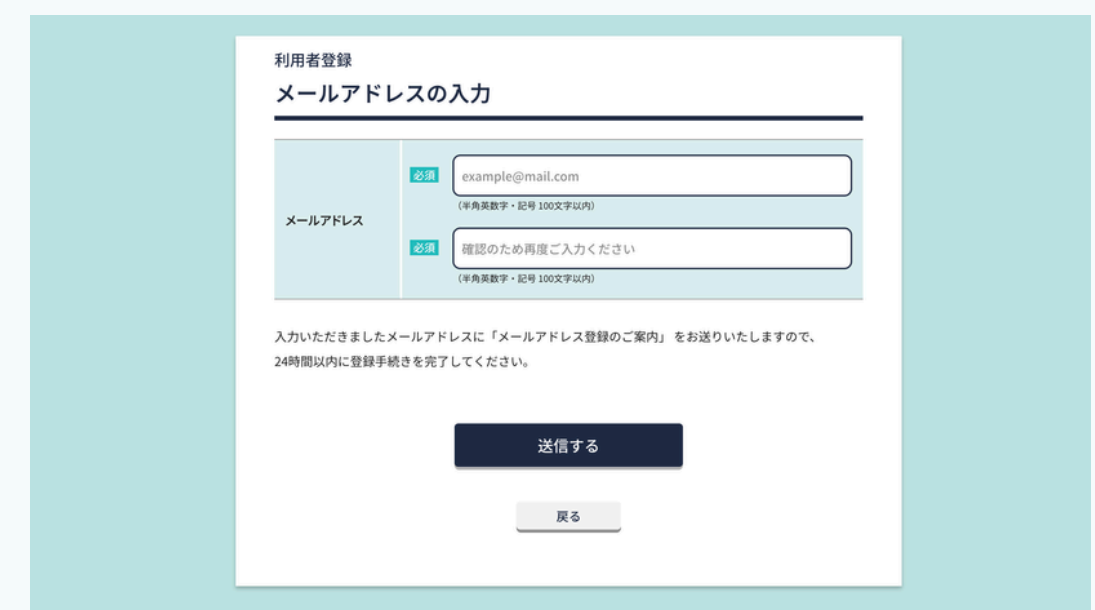 利用者登録
メールアドレスの入力
メールアドレス
必須
example@mail.com
（半角英数字・記号 100文字以内）
必須
確認のため再度ご入力ください
（半角英数字・記号 100文字以内）
入力いただきましたメールアドレスに「メールアドレス登録のご案内」 をお送りいたしますので、
24時間以内に登録手続きを完了してください。
送信する
戻る